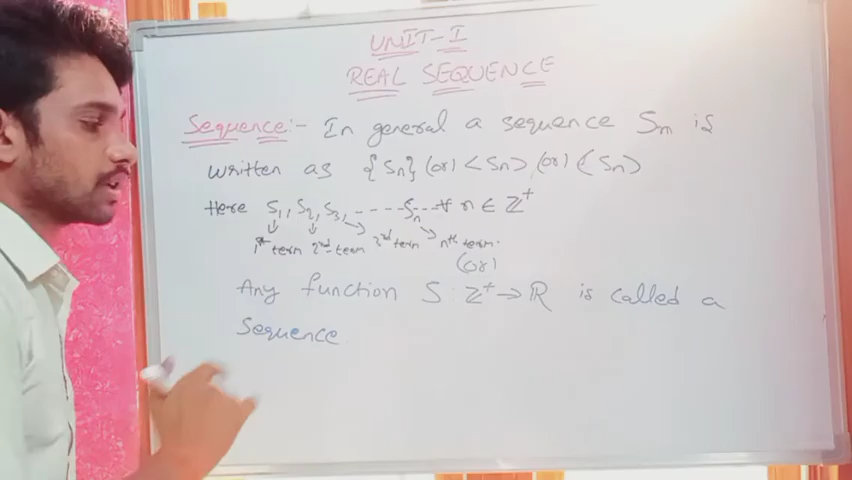 UNIT-I
REAL SEQUENCE
Sequence:- In general a sequence Sn is
written as {Sn} (or) <Sn> (or) (Sn)
Here S1, S2, S3, ----- Sn ∀ n ∈ Z+
1st term 2nd term 2nd term nth term.
(or)
Any function S: Z+ → R is called a
Sequence.